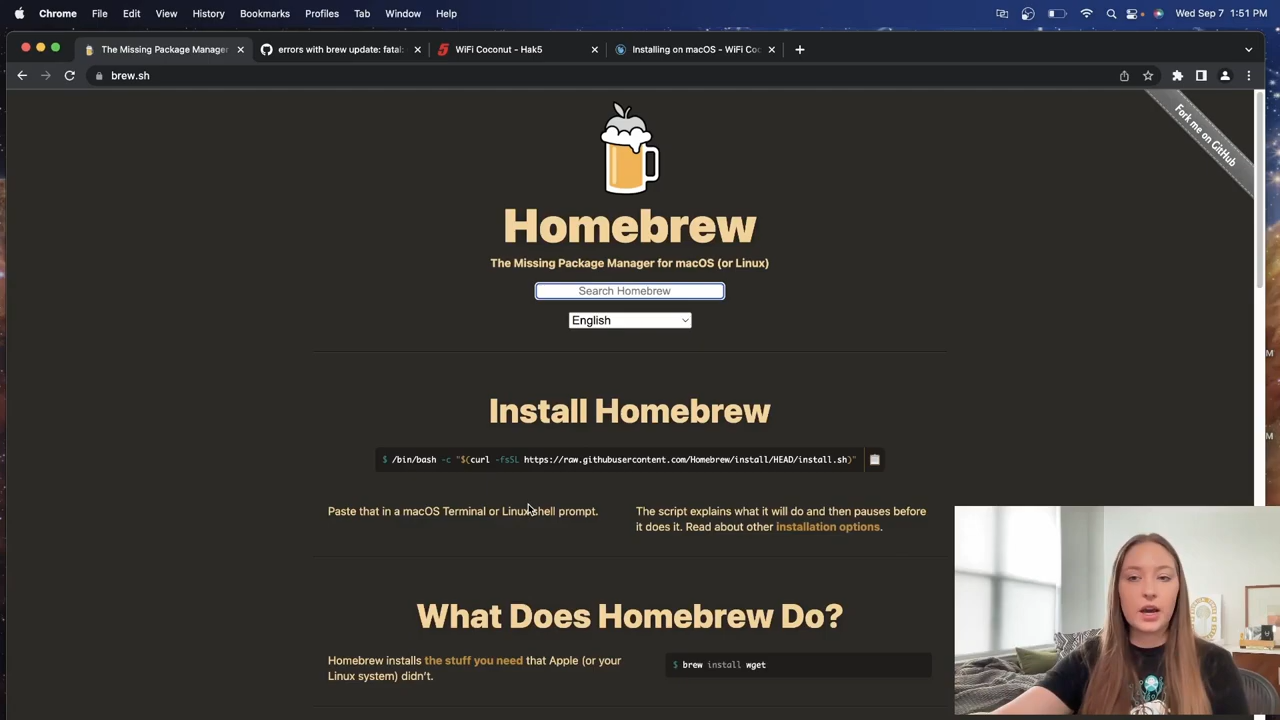 Chrome File Edit View History Bookmarks Profiles Tab Window Help Wed Sep 7 1:51 PM
The Missing Package Manager errors with brew update: fatal: WiFi Coconut - Hak5 Installing on macOS - WiFi Coc
brew.sh
Fork me on GitHub
Homebrew
The Missing Package Manager for macOS (or Linux)
Search Homebrew
English
Install Homebrew
$ /bin/bash -c "$(curl -fsSL https://raw.githubusercontent.com/Homebrew/install/HEAD/install.sh)"
Paste that in a macOS Terminal or Linux shell prompt.
The script explains what it will do and then pauses before
it does it. Read about other installation options.
What Does Homebrew Do?
Homebrew installs the stuff you need that Apple (or your
Linux system) didn't.
$ brew install wget